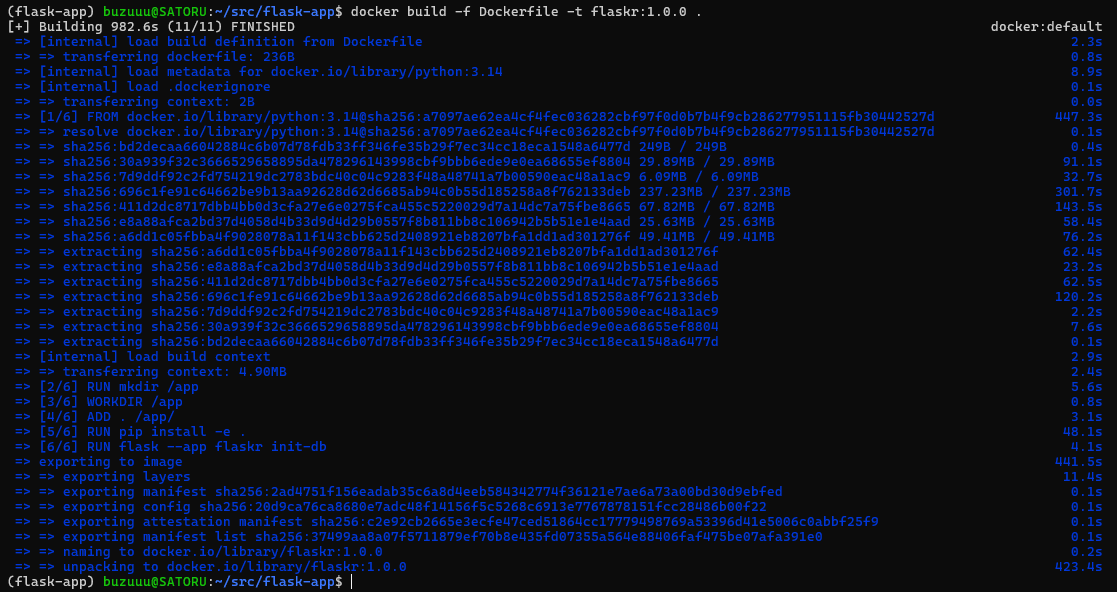 (flask-app) buzuuu@SATORU:~/src/flask-app$ docker build -f Dockerfile -t flaskr:1.0.0 .
[+] Building 982.6s (11/11) FINISHED docker:default
=> [internal] load build definition from Dockerfile 2.3s
=> => transferring dockerfile: 236B 0.8s
=> [internal] load metadata for docker.io/library/python:3.14 8.9s
=> [internal] load .dockerignore 0.1s
=> => transferring context: 2B 0.0s
=> [1/6] FROM docker.io/library/python:3.14@sha256:a7097ae62ea4cf4fec036282cbf97f0d0b7b4f9cb286277951115fb30442527d 447.3s
=> => resolve docker.io/library/python:3.14@sha256:a7097ae62ea4cf4fec036282cbf97f0d0b7b4f9cb286277951115fb30442527d 0.1s
=> => sha256:bd2decaa66042884c6b07d78fdb33ff346fe35b29f7ec34cc18eca1548a6477d 249B / 249B 0.4s
=> => sha256:30a939f32c3666529658895da478296143998cbf9bbb6ede9e0ea68655ef8804 29.89MB / 29.89MB 91.1s
=> => sha256:7d9ddf92c2fd754219dc2783bdc40c04c9283f48a48741a7b00590eac48a1ac9 6.09MB / 6.09MB 32.7s
=> => sha256:696c1fe91c64662be9b13aa92628d62d6685ab94c0b55d185258a8f762133deb 237.23MB / 237.23MB 301.7s
=> => sha256:411d2dc8717dbb4bb0d3cfa27e6e0275fca455c5220029d7a14dc7a75fbe8665 67.82MB / 67.82MB 143.5s
=> => sha256:e8a88afca2bd37d4058d4b33d9d4d29b0557f8b811bb8c106942b5b51e1e4aad 25.63MB / 25.63MB 58.4s
=> => sha256:a6dd1c05fbba4f9028078a11f143cbb625d2408921eb8207bfa1dd1ad301276f 49.41MB / 49.41MB 76.2s
=> => extracting sha256:a6dd1c05fbba4f9028078a11f143cbb625d2408921eb8207bfa1dd1ad301276f 62.4s
=> => extracting sha256:e8a88afca2bd37d4058d4b33d9d4d29b0557f8b811bb8c106942b5b51e1e4aad 23.2s
=> => extracting sha256:411d2dc8717dbb4bb0d3cfa27e6e0275fca455c5220029d7a14dc7a75fbe8665 62.5s
=> => extracting sha256:696c1fe91c64662be9b13aa92628d62d6685ab94c0b55d185258a8f762133deb 120.2s
=> => extracting sha256:7d9ddf92c2fd754219dc2783bdc40c04c9283f48a48741a7b00590eac48a1ac9 2.2s
=> => extracting sha256:30a939f32c3666529658895da478296143998cbf9bbb6ede9e0ea68655ef8804 7.6s
=> => extracting sha256:bd2decaa66042884c6b07d78fdb33ff346fe35b29f7ec34cc18eca1548a6477d 0.1s
=> [internal] load build context 2.9s
=> => transferring context: 4.90MB 2.4s
=> [2/6] RUN mkdir /app 5.6s
=> [3/6] WORKDIR /app 0.8s
=> [4/6] ADD . /app/ 3.1s
=> [5/6] RUN pip install -e . 48.1s
=> [6/6] RUN flask --app flaskr init-db 4.1s
=> exporting to image 441.5s
=> => exporting layers 11.4s
=> => exporting manifest sha256:2ad4751f156eadab35c6a8d4eeb584342774f36121e7ae6a73a00bd30d9ebfed 0.1s
=> => exporting config sha256:20d9ca76ca8680e7adc48f14156f5c5268c6913e7767878151fcc28486b00f22 0.1s
=> => exporting attestation manifest sha256:c2e92cb2665e3ecfe47ced51864cc17779498769a53396d41e5006c0abbf25f9 0.1s
=> => exporting manifest list sha256:37499aa8a07f5711879ef70b8e435fd07355a564e88406faf475be07afa391e0 0.1s
=> => naming to docker.io/library/flaskr:1.0.0 0.2s
=> => unpacking to docker.io/library/flaskr:1.0.0 423.4s
(flask-app) buzuuu@SATORU:~/src/flask-app$